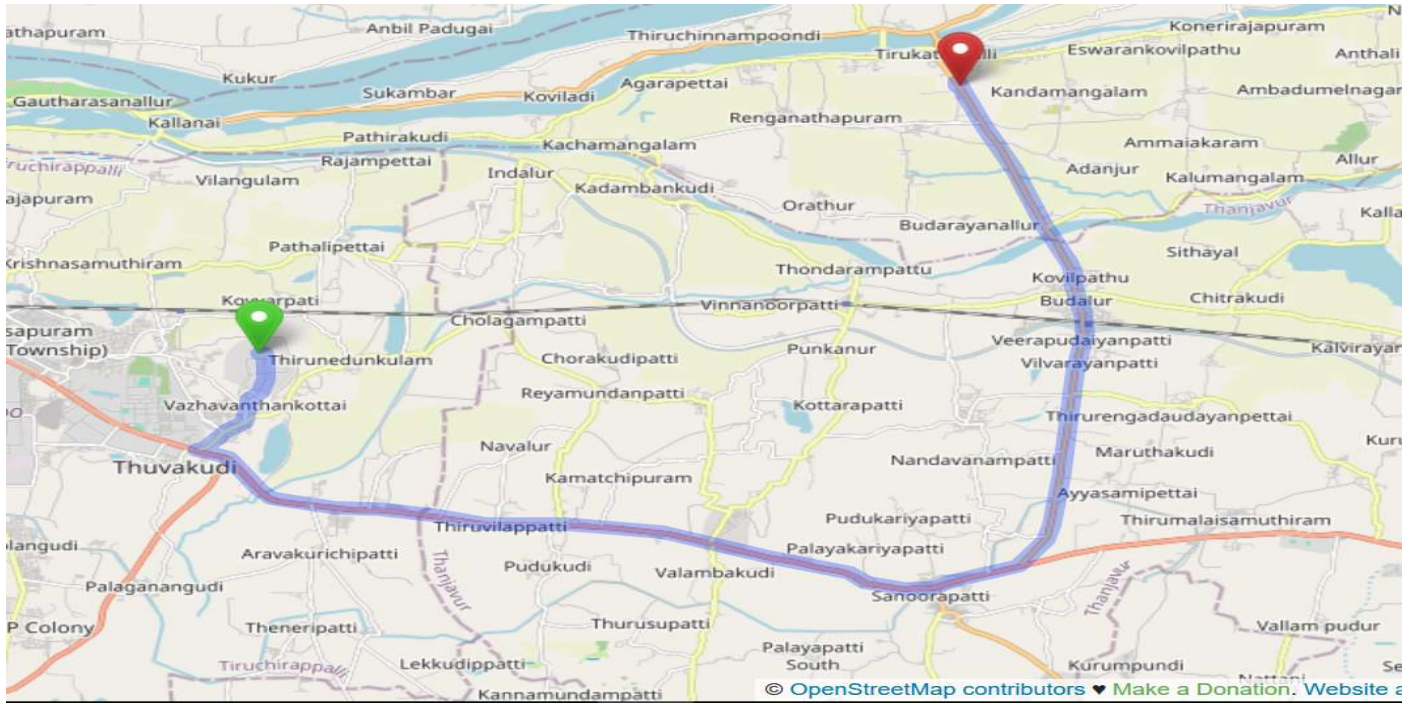 athapuram
Anbil Padugai
Thiruchinnampoondi
Konerirajapuram
Kukur
Eswarankovilpathu
Anthali
Gautharasanallur
Sukambar
Koviladi
Agarapettai
Kandamangalam
Ambadumelnagar
Kallanai
Pathirakudi
Renganathapuram
Tiruchirappalli
Rajampettai
Kachamangalam
Ammaiakaram
Allur
ajapuram
Vilangulam
Indalur
Kadambankudi
Adanjur
Kalumangalam
Orathur
Thanjavur
Kalla
Pathalipettai
Budarayanallur
Krishnasamuthiram
Thondarampattu
Sithayal
Kovilpathu
Vinnanoorpatti
Budalur
Chitrakudi
sapuram
Township)
Cholagampatti
Veerapudaiyanpatti
Kalvirayar
Thirunedunkulam
Chorakudipatti
Punkanur
Vilvarayanpatti
Vazhavanthankottai
Reyamundanpatti
Kottarapatti
Thirurengadaudayanpettai
Navalur
Maruthakudi
Kuru
Thuvakudi
Kamatchipuram
Nandavanampatti
Ayyasamipettai
Thiruvilappatti
Pudukariyapatti
Thirumalaisamuthiram
olangudi
Aravakurichipatti
Palayakariyapatti
Palaganangudi
Thanjavur
Pudukudi
Valambakudi
Sanoorapatti
Thanjavur
P Colony
Theneripatti
Thurusupatti
Vallam pudur
Tiruchirappalli
Lekkudippatti
Palayapatti
South
Kurumpundi
Kannamundampatti
© OpenStreetMap contributors ♥ Make a Donation. Website a